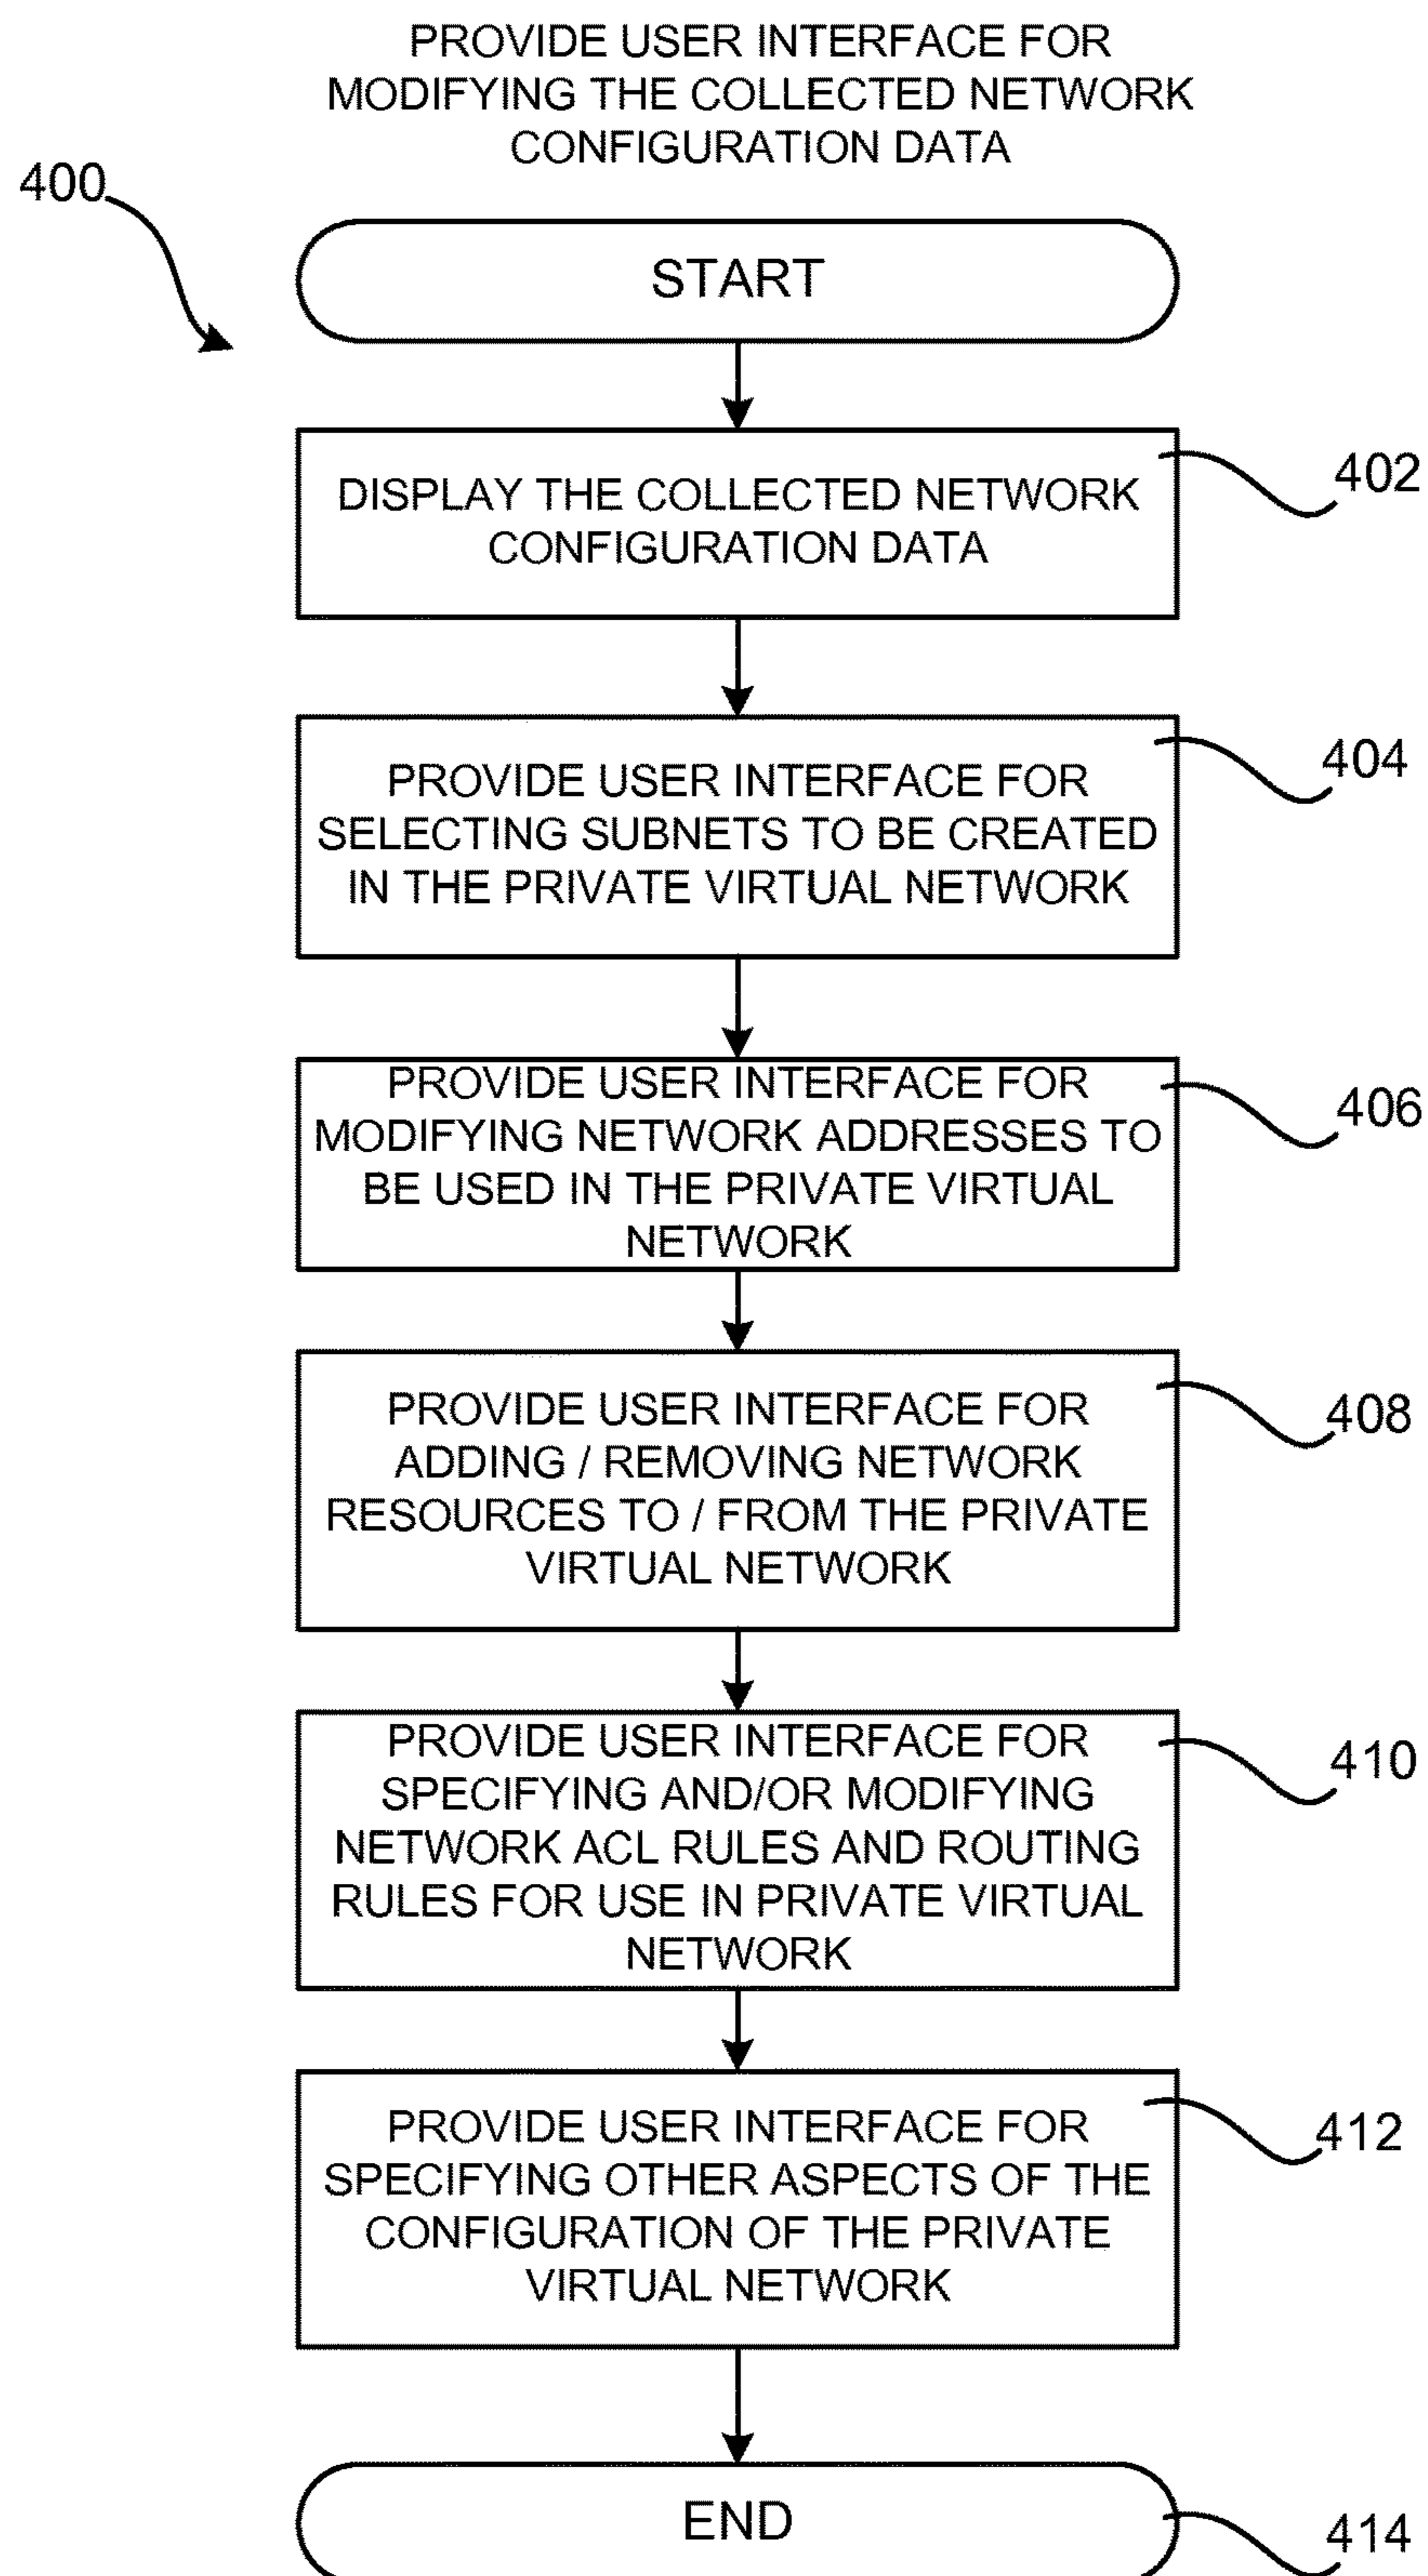 PROVIDE USER INTERFACE FOR
MODIFYING THE COLLECTED NETWORK
CONFIGURATION DATA
400
START
DISPLAY THE COLLECTED NETWORK
CONFIGURATION DATA
402
PROVIDE USER INTERFACE FOR
SELECTING SUBNETS TO BE CREATED
IN THE PRIVATE VIRTUAL NETWORK
404
PROVIDE USER INTERFACE FOR
MODIFYING NETWORK ADDRESSES TO
BE USED IN THE PRIVATE VIRTUAL
NETWORK
406
PROVIDE USER INTERFACE FOR
ADDING / REMOVING NETWORK
RESOURCES TO / FROM THE PRIVATE
VIRTUAL NETWORK
408
PROVIDE USER INTERFACE FOR
SPECIFYING AND/OR MODIFYING
NETWORK ACL RULES AND ROUTING
RULES FOR USE IN PRIVATE VIRTUAL
NETWORK
410
PROVIDE USER INTERFACE FOR
SPECIFYING OTHER ASPECTS OF THE
CONFIGURATION OF THE PRIVATE
VIRTUAL NETWORK
412
END
414